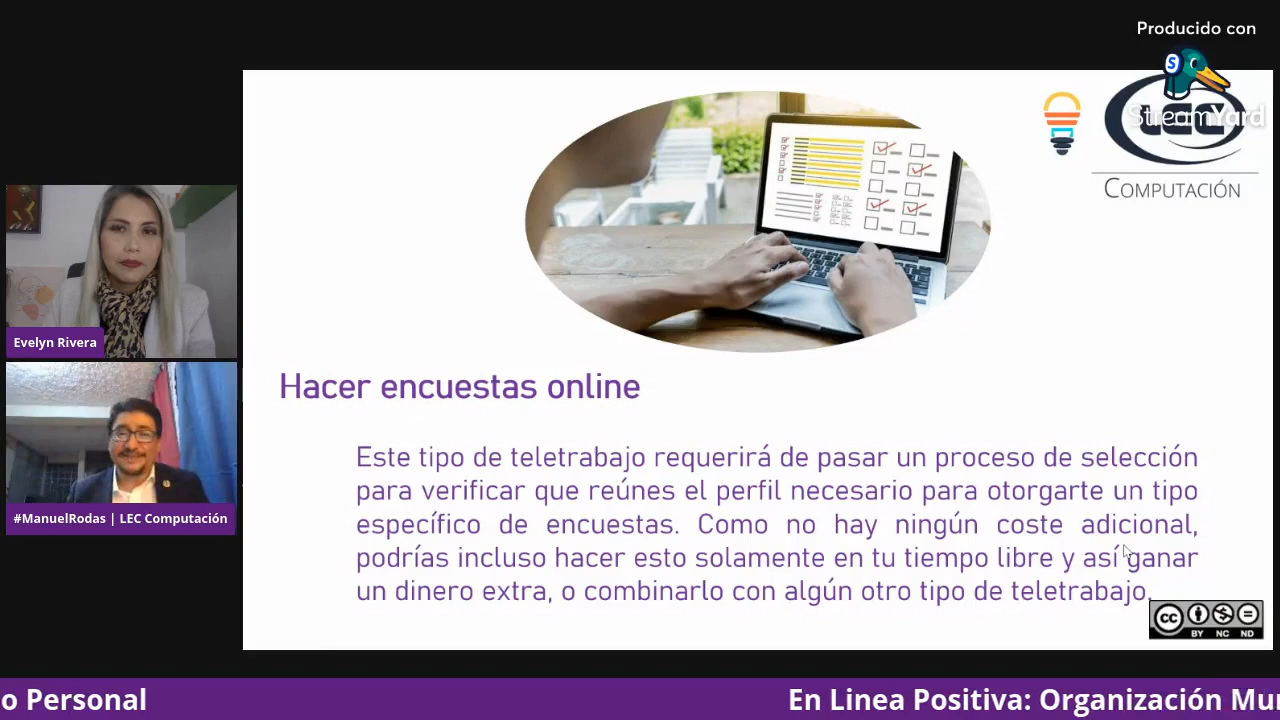 Producido con
StreamYard
LEC
COMPUTACIÓN
Evelyn Rivera
#ManuelRodas | LEC Computación
Hacer encuestas online
Este tipo de teletrabajo requerirá de pasar un proceso de selección
para verificar que reúnes el perfil necesario para otorgarte un tipo
específico de encuestas. Como no hay ningún coste adicional,
podrías incluso hacer esto solamente en tu tiempo libre y así ganar
un dinero extra, o combinarlo con algún otro tipo de teletrabajo.
cc BY NC ND
o Personal
En Linea Positiva: Organización Mu